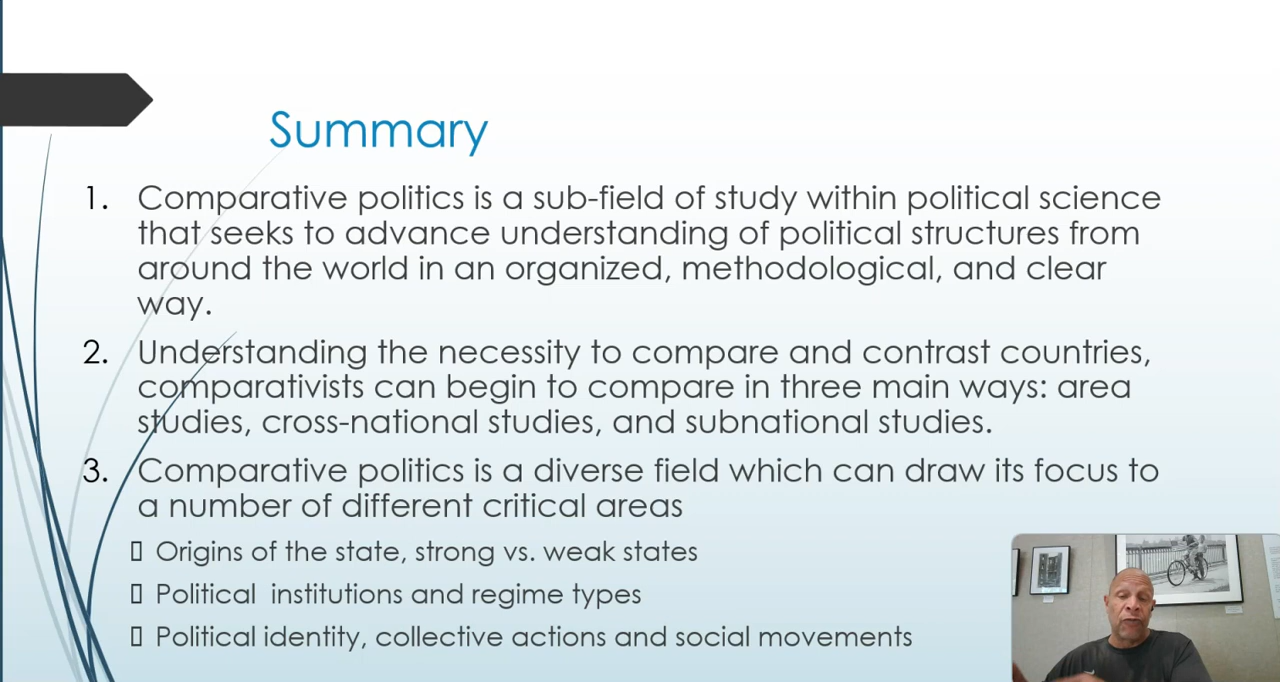 Summary
1. Comparative politics is a sub-field of study within political science
that seeks to advance understanding of political structures from
around the world in an organized, methodological, and clear
way.
2. Understanding the necessity to compare and contrast countries,
comparativists can begin to compare in three main ways: area
studies, cross-national studies, and subnational studies.
3. Comparative politics is a diverse field which can draw its focus to
a number of different critical areas
▯ Origins of the state, strong vs. weak states
▯ Political  institutions and regime types
▯ Political identity, collective actions and social movements